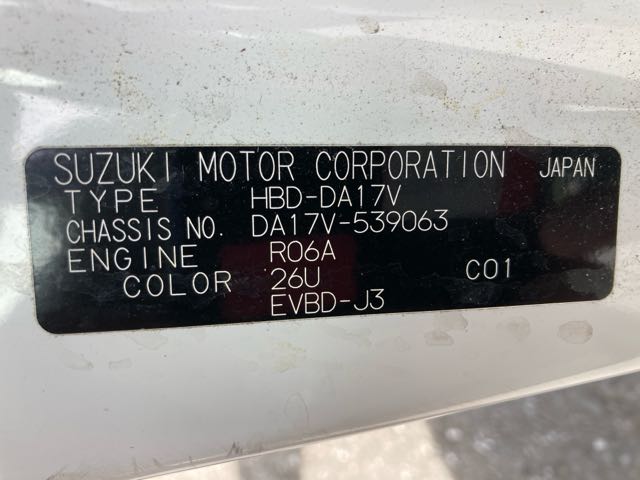 SUZUKI MOTOR CORPORATION JAPAN
TYPE HBD-DA17V
CHASSIS NO. DA17V-539063
ENGINE R06A
COLOR 26U C01
EVBD-J3